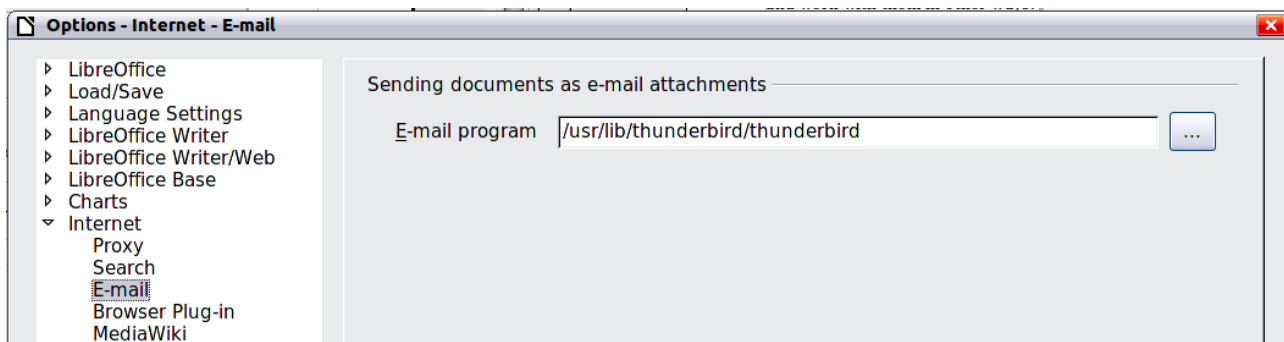 Options - Internet - E-mail
LibreOffice
Load/Save
Language Settings
LibreOffice Writer
LibreOffice Writer/Web
LibreOffice Base
Charts
Internet
Proxy
Search
E-mail
Browser Plug-in
MediaWiki
Sending documents as e-mail attachments
E-mail program /usr/lib/thunderbird/thunderbird ...